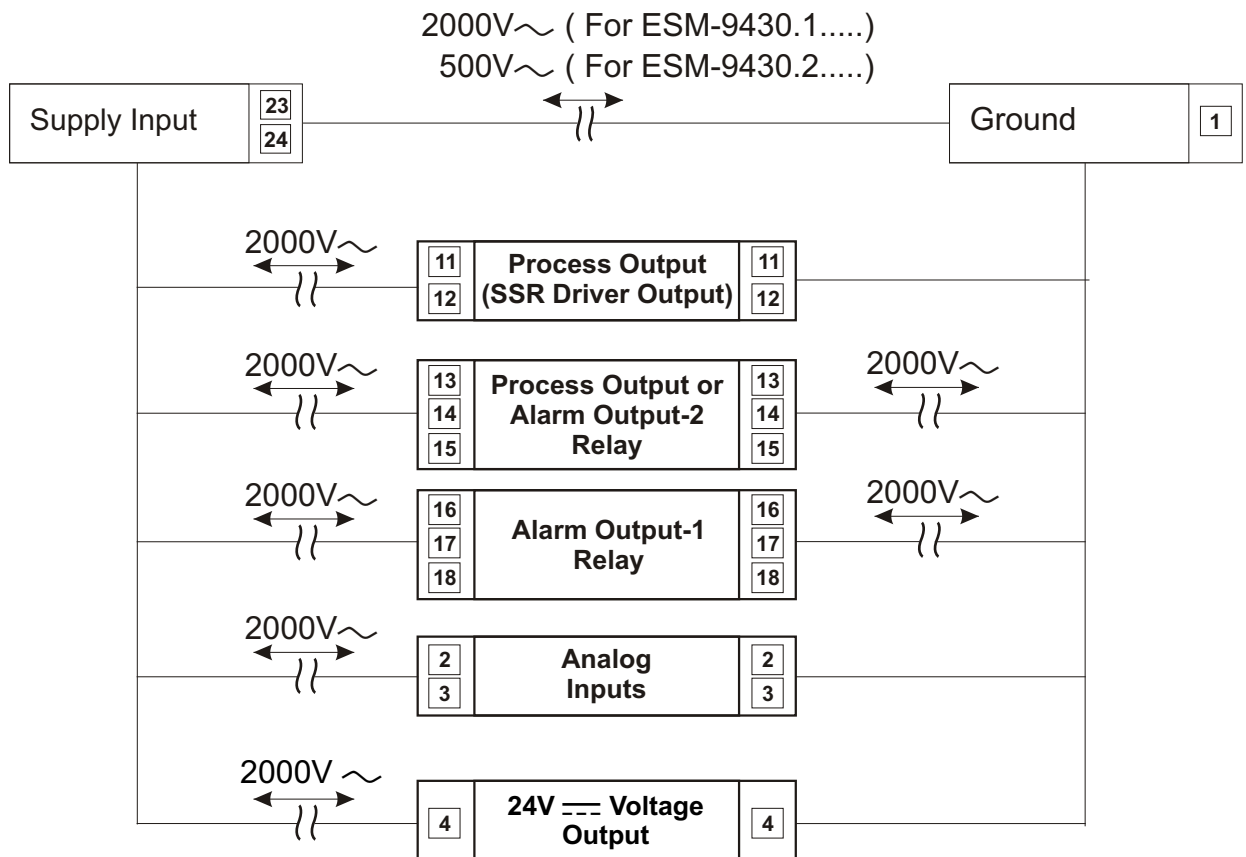 2000V～ ( For ESM-9430.1.....)
500V～ ( For ESM-9430.2.....)
Supply Input
23
24
Ground
1
2000V～
11
12
Process Output
(SSR Driver Output)
11
12
2000V～
13
14
15
Process Output or
Alarm Output-2
Relay
13
14
15
2000V～
2000V～
16
17
18
Alarm Output-1
Relay
16
17
18
2000V～
2000V～
2
3
Analog
Inputs
2
3
2000V ～
4
24V ⎓ Voltage
Output
4